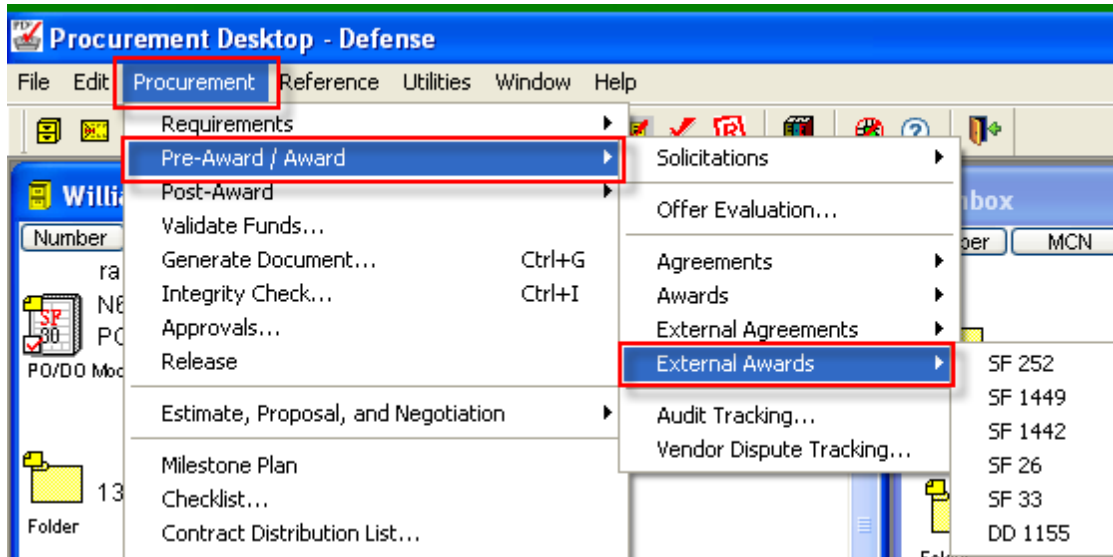 Procurement Desktop - Defense
File Edit Procurement Reference Utilities Window Help
Requirements
Pre-Award / Award
Post-Award
Validate Funds...
Generate Document... Ctrl+G
Integrity Check... Ctrl+I
Approvals...
Release
Estimate, Proposal, and Negotiation
Milestone Plan
Checklist...
Contract Distribution List...
Solicitations
Offer Evaluation...
Agreements
Awards
External Agreements
External Awards
Audit Tracking...
Vendor Dispute Tracking...
SF 252
SF 1449
SF 1442
SF 26
SF 33
DD 1155
Number
SF
30
PO/DO
13
Folder
MCN